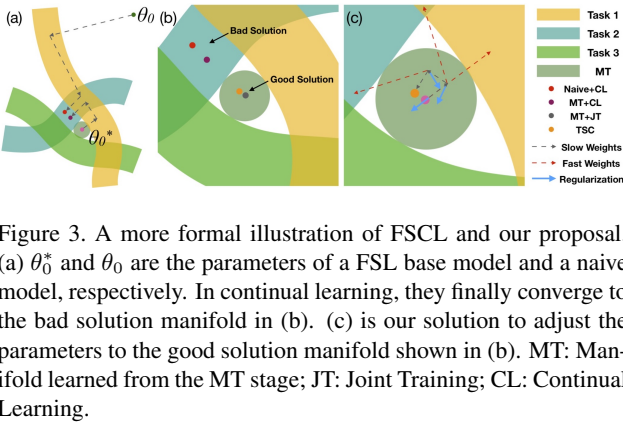 (a)
θ0
θ0*
(b)
Bad Solution
Good Solution
(c)
Task 1
Task 2
Task 3
MT
Naive+CL
MT+CL
MT+JT
TSC
Slow Weights
Fast Weights
Regularization
Figure 3. A more formal illustration of FSCL and our proposal
(a) θ0* and θ0 are the parameters of a FSL base model and a naive
model, respectively. In continual learning, they finally converge to
the bad solution manifold in (b). (c) is our solution to adjust the
parameters to the good solution manifold shown in (b). MT: Man-
ifold learned from the MT stage; JT: Joint Training; CL: Continual
Learning.